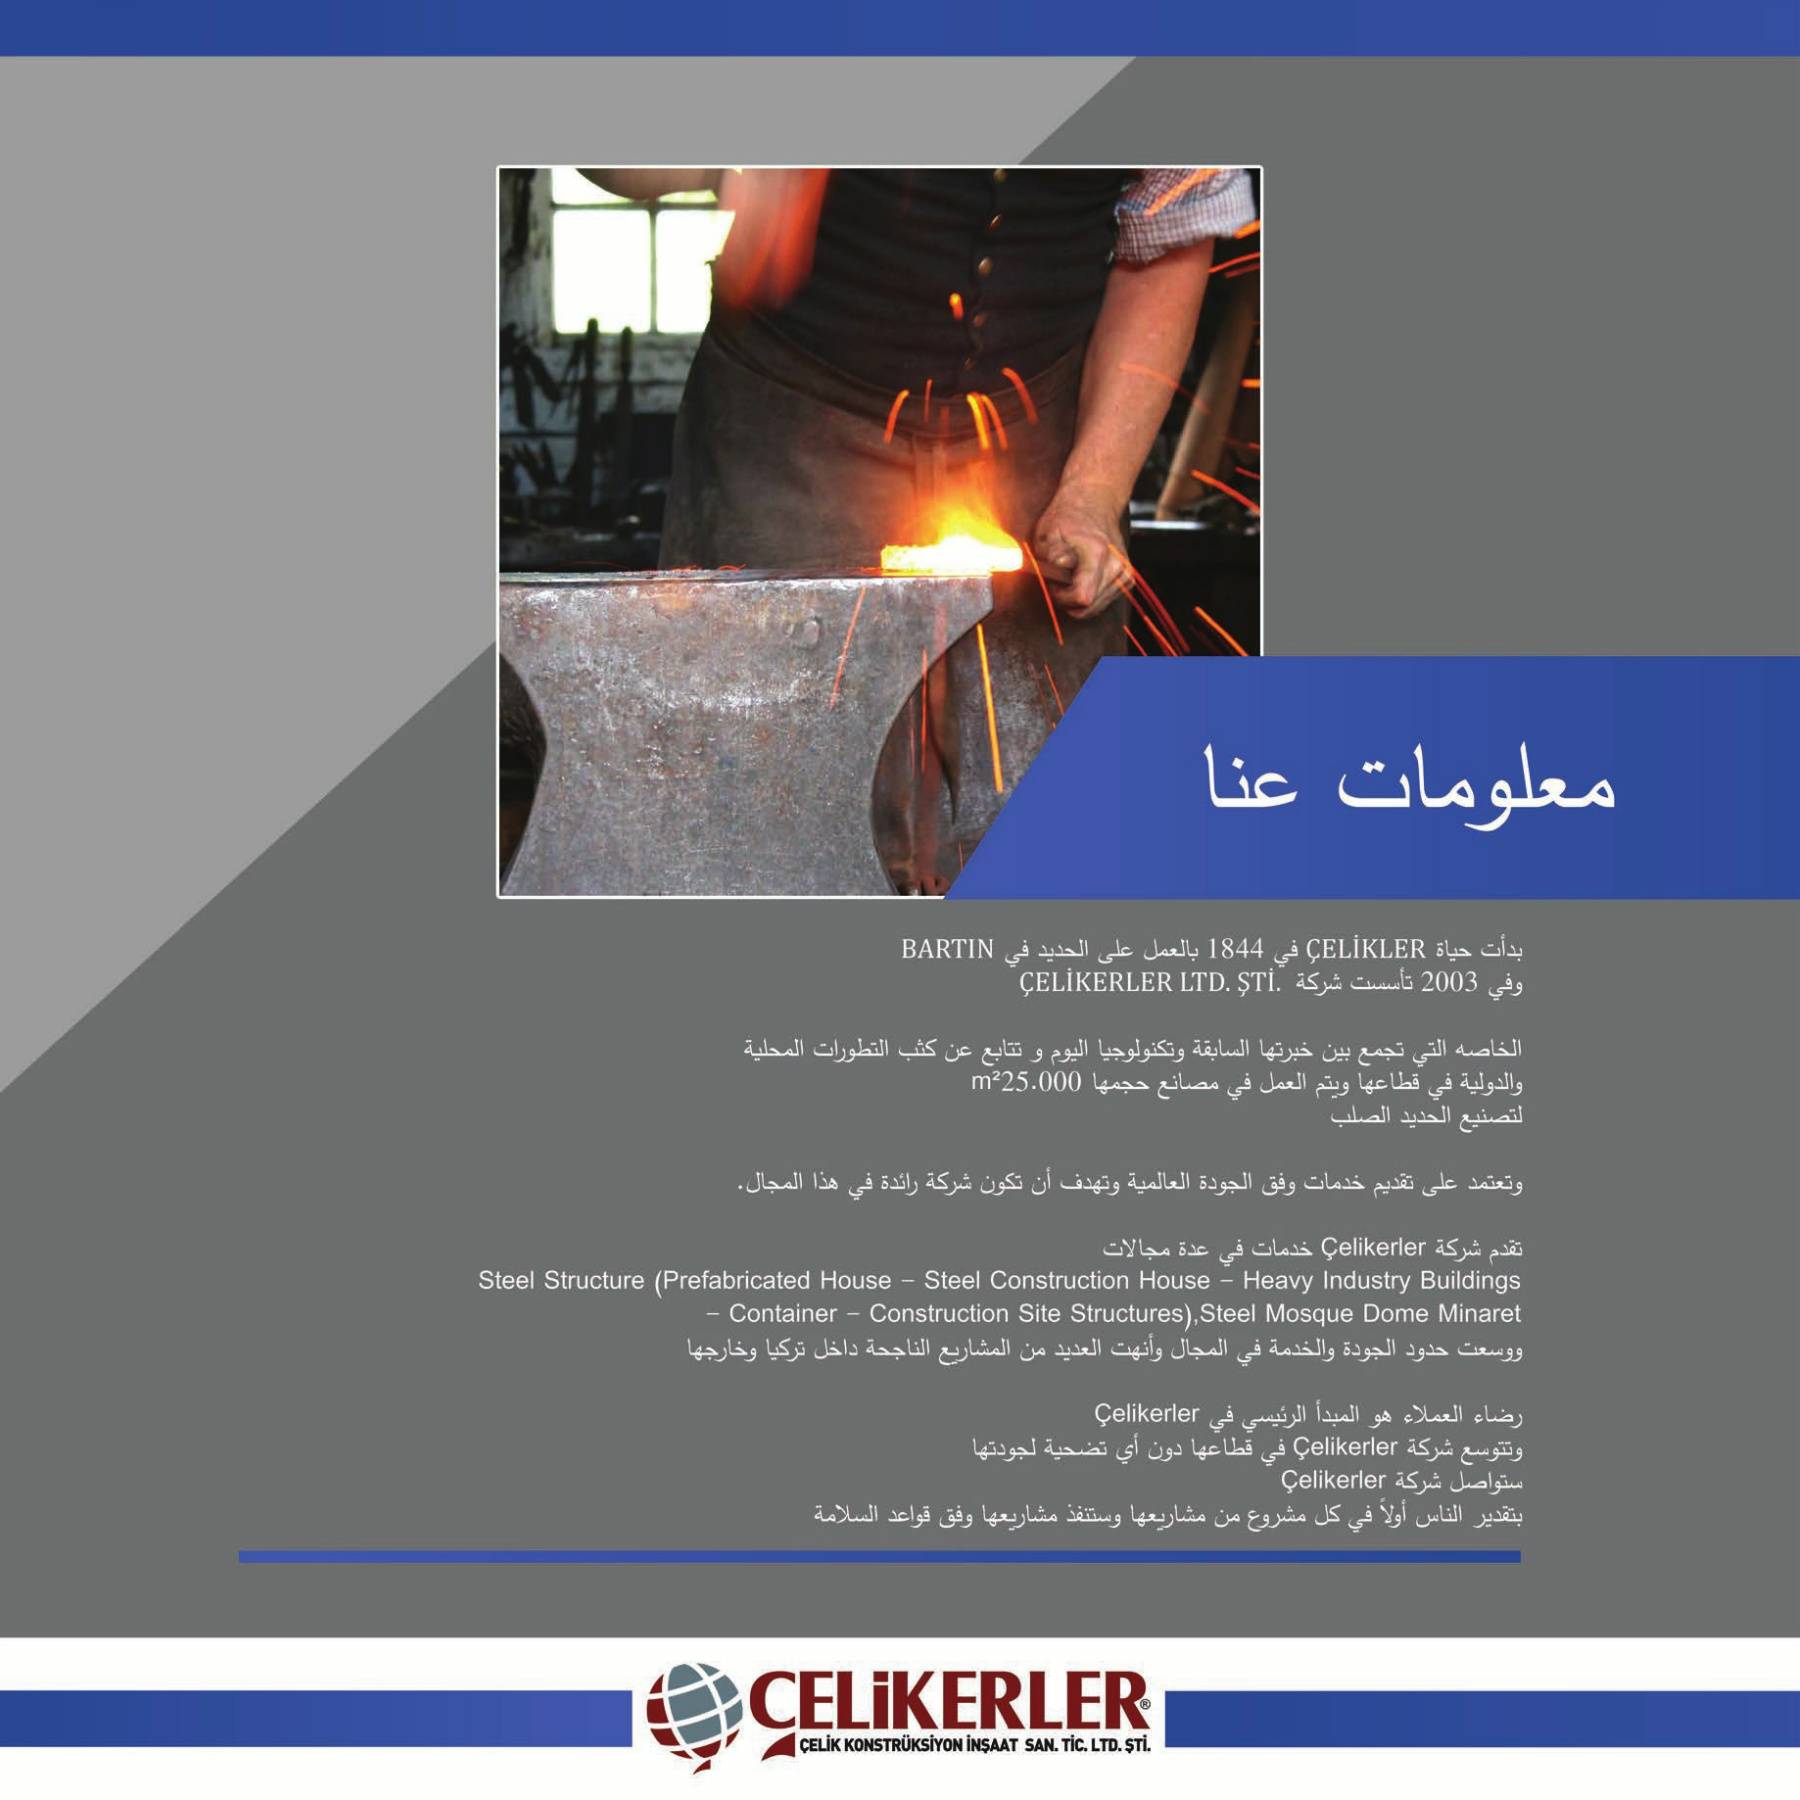 معلومات عنا
بدأت حياة ÇELİKLER في 1844 بالعمل على الحديد في BARTIN
وفي 2003 تأسست شركة ÇELİKERLER LTD. ŞTİ.
الخاصه التي تجمع بين خبرتها السابقة وتكنولوجيا اليوم و تتابع عن كثب التطورات المحلية
والدولية في قطاعها ويتم العمل في مصانع حجمها 25.000m²
لتصنيع الحديد الصلب
وتعتمد على تقديم خدمات وفق الجودة العالمية وتهدف أن تكون شركة رائدة في هذا المجال.
تقدم شركة Çelikerler خدمات في عدة مجالات
Steel Structure (Prefabricated House – Steel Construction House – Heavy Industry Buildings
– Container – Construction Site Structures),Steel Mosque Dome Minaret
ووسعت حدود الجودة والخدمة في المجال وأنهت العديد من المشاريع الناجحة داخل تركيا وخارجها
رضاء العملاء هو المبدأ الرئيسي في Çelikerler
وتتوسع شركة Çelikerler في قطاعها دون أي تضحية لجودتها
ستواصل شركة Çelikerler
بتقدير الناس أولاً في كل مشروع من مشاريعها وستنفذ مشاريعها وفق قواعد السلامة
ÇELiKERLER®
ÇELİK KONSTRÜKSİYON İNŞAAT SAN. TİC. LTD. ŞTİ.